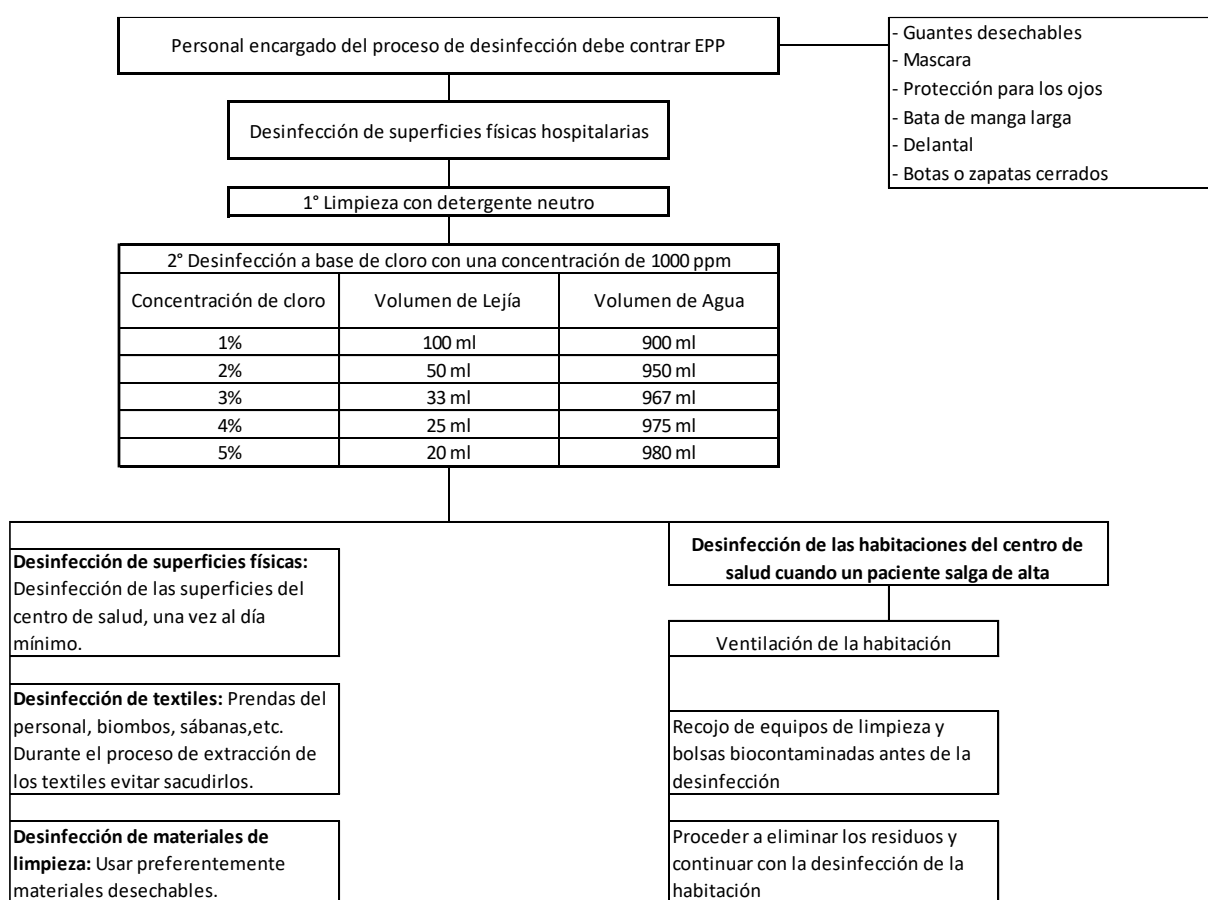 Personal encargado del proceso de desinfección debe contrar EPP
- Guantes desechables
- Mascara
- Protección para los ojos
- Bata de manga larga
- Delantal
- Botas o zapatas cerrados
Desinfección de superficies físicas hospitalarias
1° Limpieza con detergente neutro
2° Desinfección a base de cloro con una concentración de 1000 ppm
Concentración de cloro Volumen de Lejía Volumen de Agua
1% 100 ml 900 ml
2% 50 ml 950 ml
3% 33 ml 967 ml
4% 25 ml 975 ml
5% 20 ml 980 ml
Desinfección de superficies físicas:
Desinfección de las superficies del
centro de salud, una vez al día
mínimo.
Desinfección de textiles: Prendas del
personal, biombos, sábanas,etc.
Durante el proceso de extracción de
los textiles evitar sacudirlos.
Desinfección de materiales de
limpieza: Usar preferentemente
materiales desechables.
Desinfección de las habitaciones del centro de
salud cuando un paciente salga de alta
Ventilación de la habitación
Recojo de equipos de limpieza y
bolsas biocontaminadas antes de la
desinfección
Proceder a eliminar los residuos y
continuar con la desinfección de la
habitación